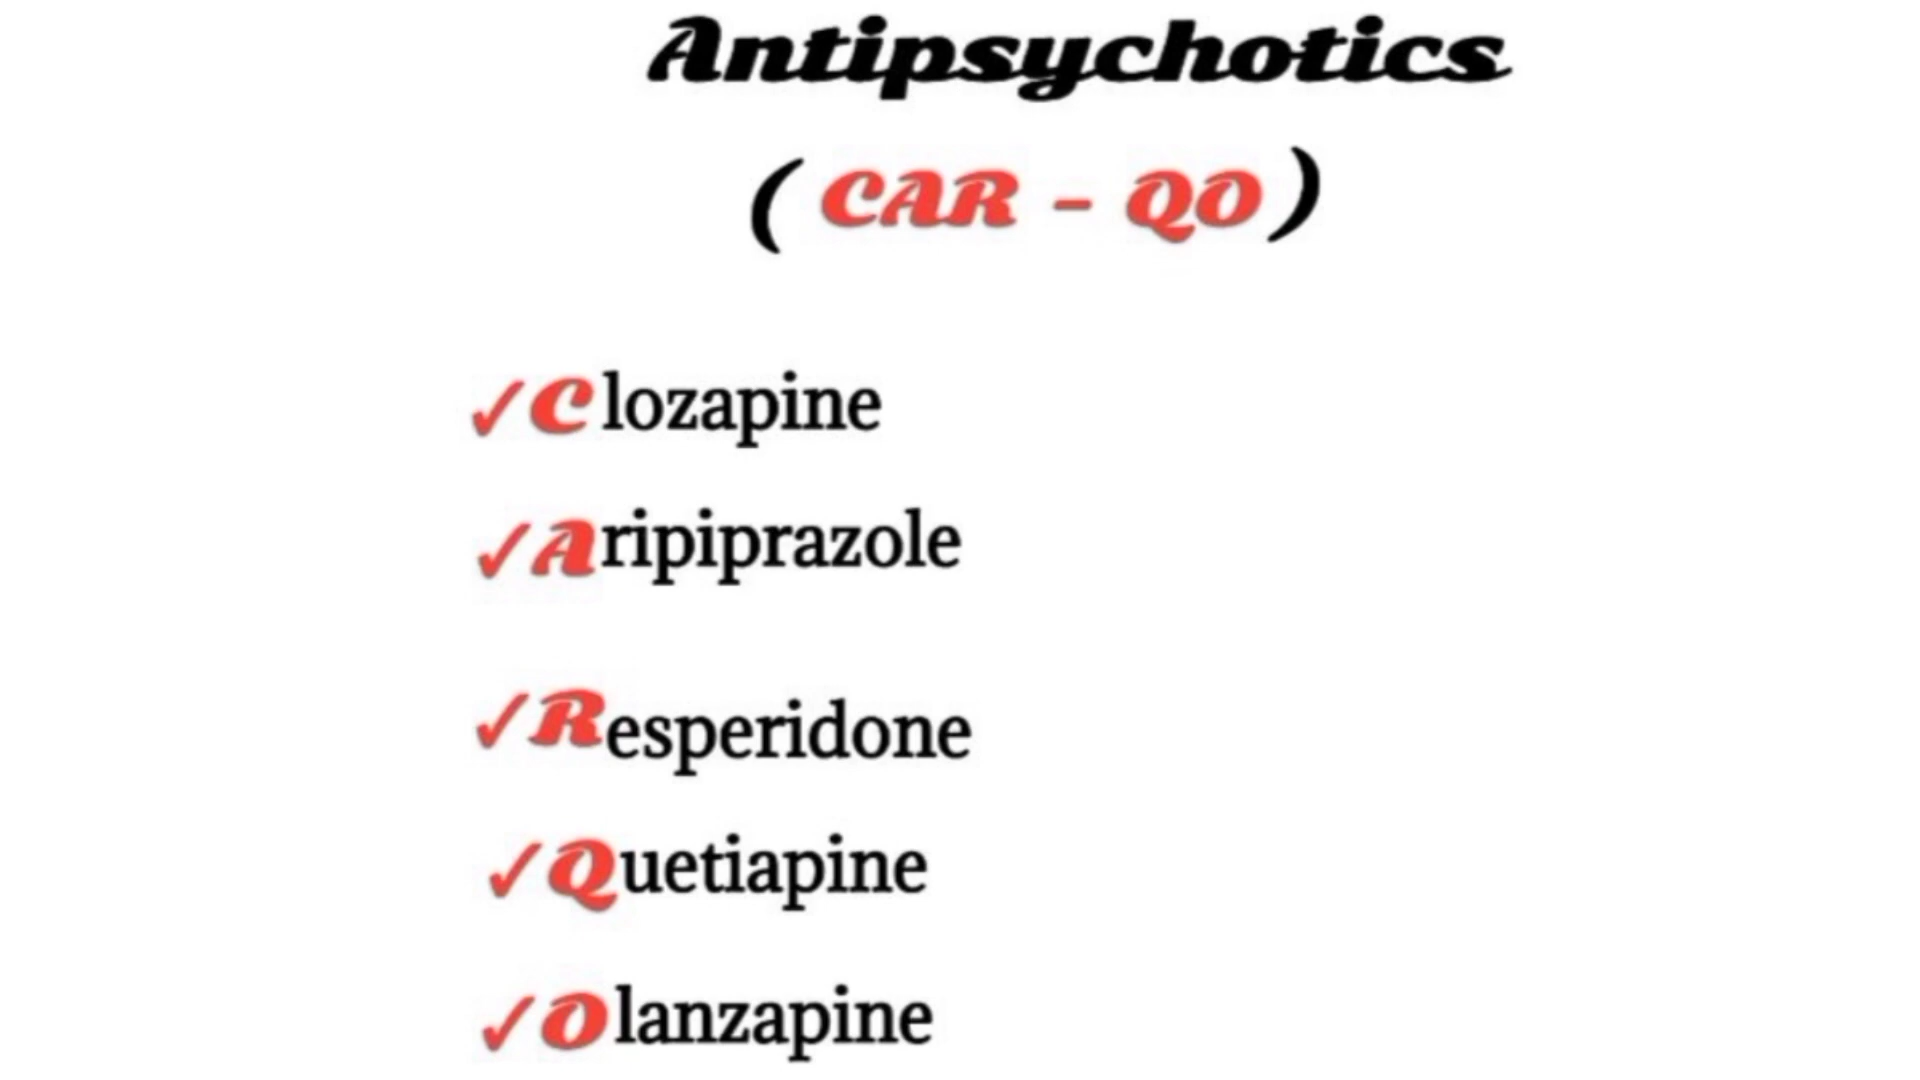 Antipsychotics
( CAR - QO )
✓Clozapine
✓Aripiprazole
✓Resperidone
✓Quetiapine
✓Olanzapine